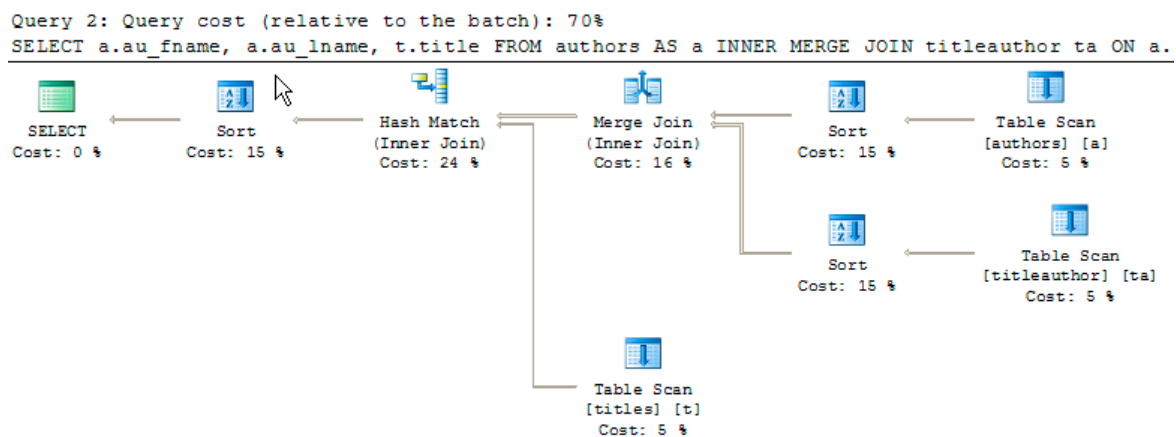 Query 2: Query cost (relative to the batch): 70%
SELECT a.au_fname, a.au_lname, t.title FROM authors AS a INNER MERGE JOIN titleauthor ta ON a.
SELECT
Cost: 0 %
Sort
Cost: 15 %
Hash Match
(Inner Join)
Cost: 24 %
Merge Join
(Inner Join)
Cost: 16 %
Sort
Cost: 15 %
Table Scan
[authors] [a]
Cost: 5 %
Sort
Cost: 15 %
Table Scan
[titleauthor] [ta]
Cost: 5 %
Table Scan
[titles] [t]
Cost: 5 %